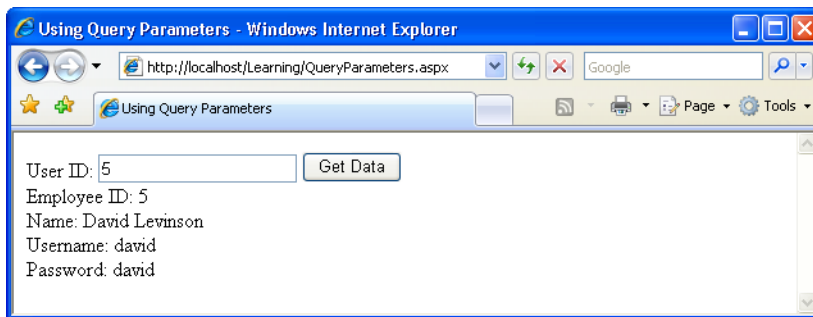 Using Query Parameters - Windows Internet Explorer
http://localhost/Learning/QueryParameters.aspx
Google
Using Query Parameters
Page
Tools
User ID: 5 Get Data
Employee ID: 5
Name: David Levinson
Username: david
Password: david